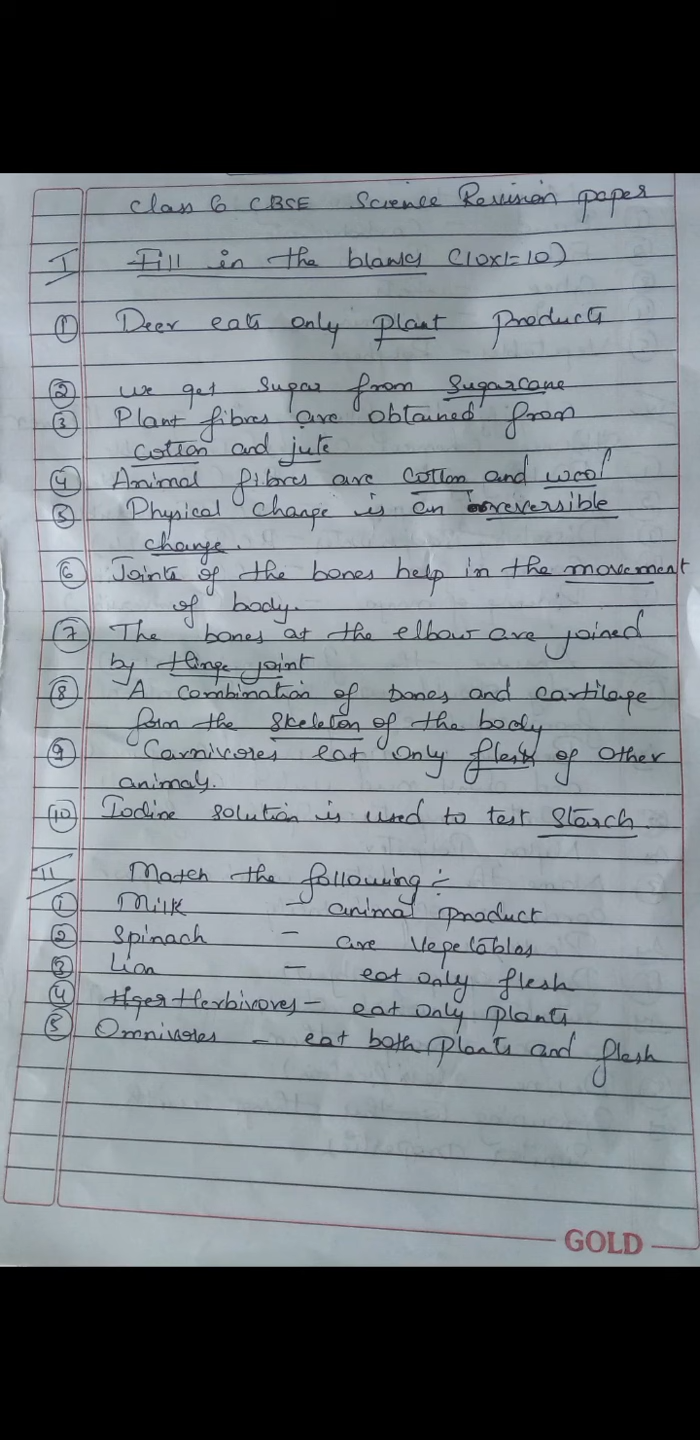 Class 6 CBSE Science Revision paper
I Fill in the blanks (10x1=10)
① Deer eats only plant products
② we get sugar from sugarcane
③ Plant fibres are obtained from
cotton and jute
④ Animal fibres are cotton and wool
⑤ Physical change is an irreversible
change.
⑥ Joints of the bones help in the movement
of body.
⑦ The bones at the elbow are joined
by Hinge joint
⑧ A combination of bones and cartilage
form the skeleton of the body
⑨ Carnivores eat only flesh of other
animals.
⑩ Iodine solution is used to test starch
II Match the following :-
① Milk - animal product
② Spinach - are vegetables
③ Lion - eat only flesh
④ Herbivores - eat only plants
⑤ Omnivores - eat both plants and flesh
GOLD